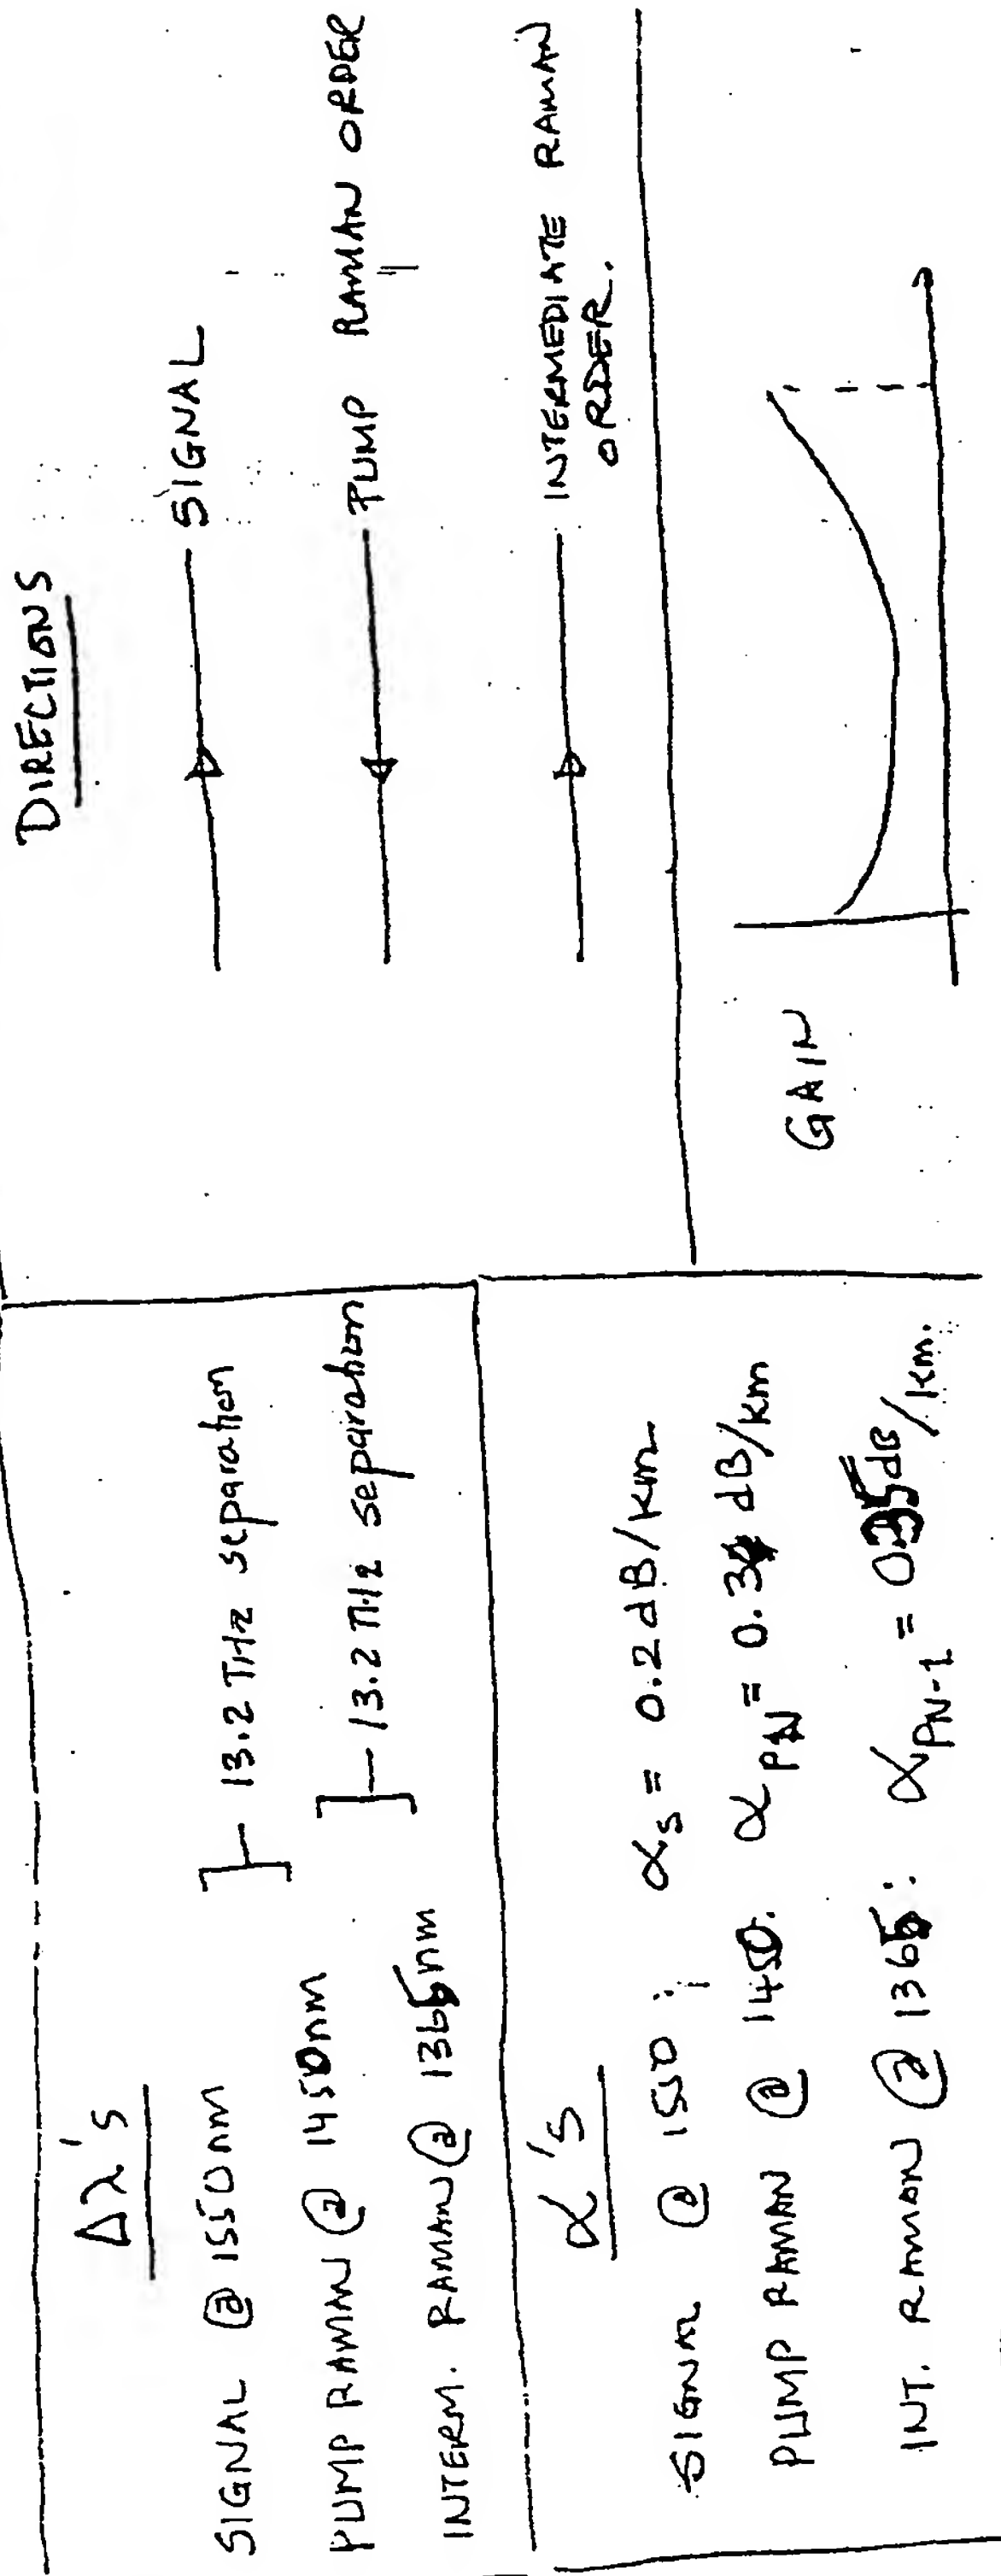 Δλ's
SIGNAL @ 1550nm
PUMP RAMAN @ 1450nm
INTERM. RAMAN @ 1365nm
]- 13.2 THz separation
]- 13.2 THz separation
α's
SIGNAL @ 1550 ; αs = 0.2 dB/km
PUMP RAMAN @ 1450: αPN = 0.3 dB/km
INT. RAMAN @ 1365: αPN-1 = 035 dB/km.
DIRECTIONS
SIGNAL
PUMP RAMAN ORDER
INTERMEDIATE RAMAN
ORDER.
GAIN